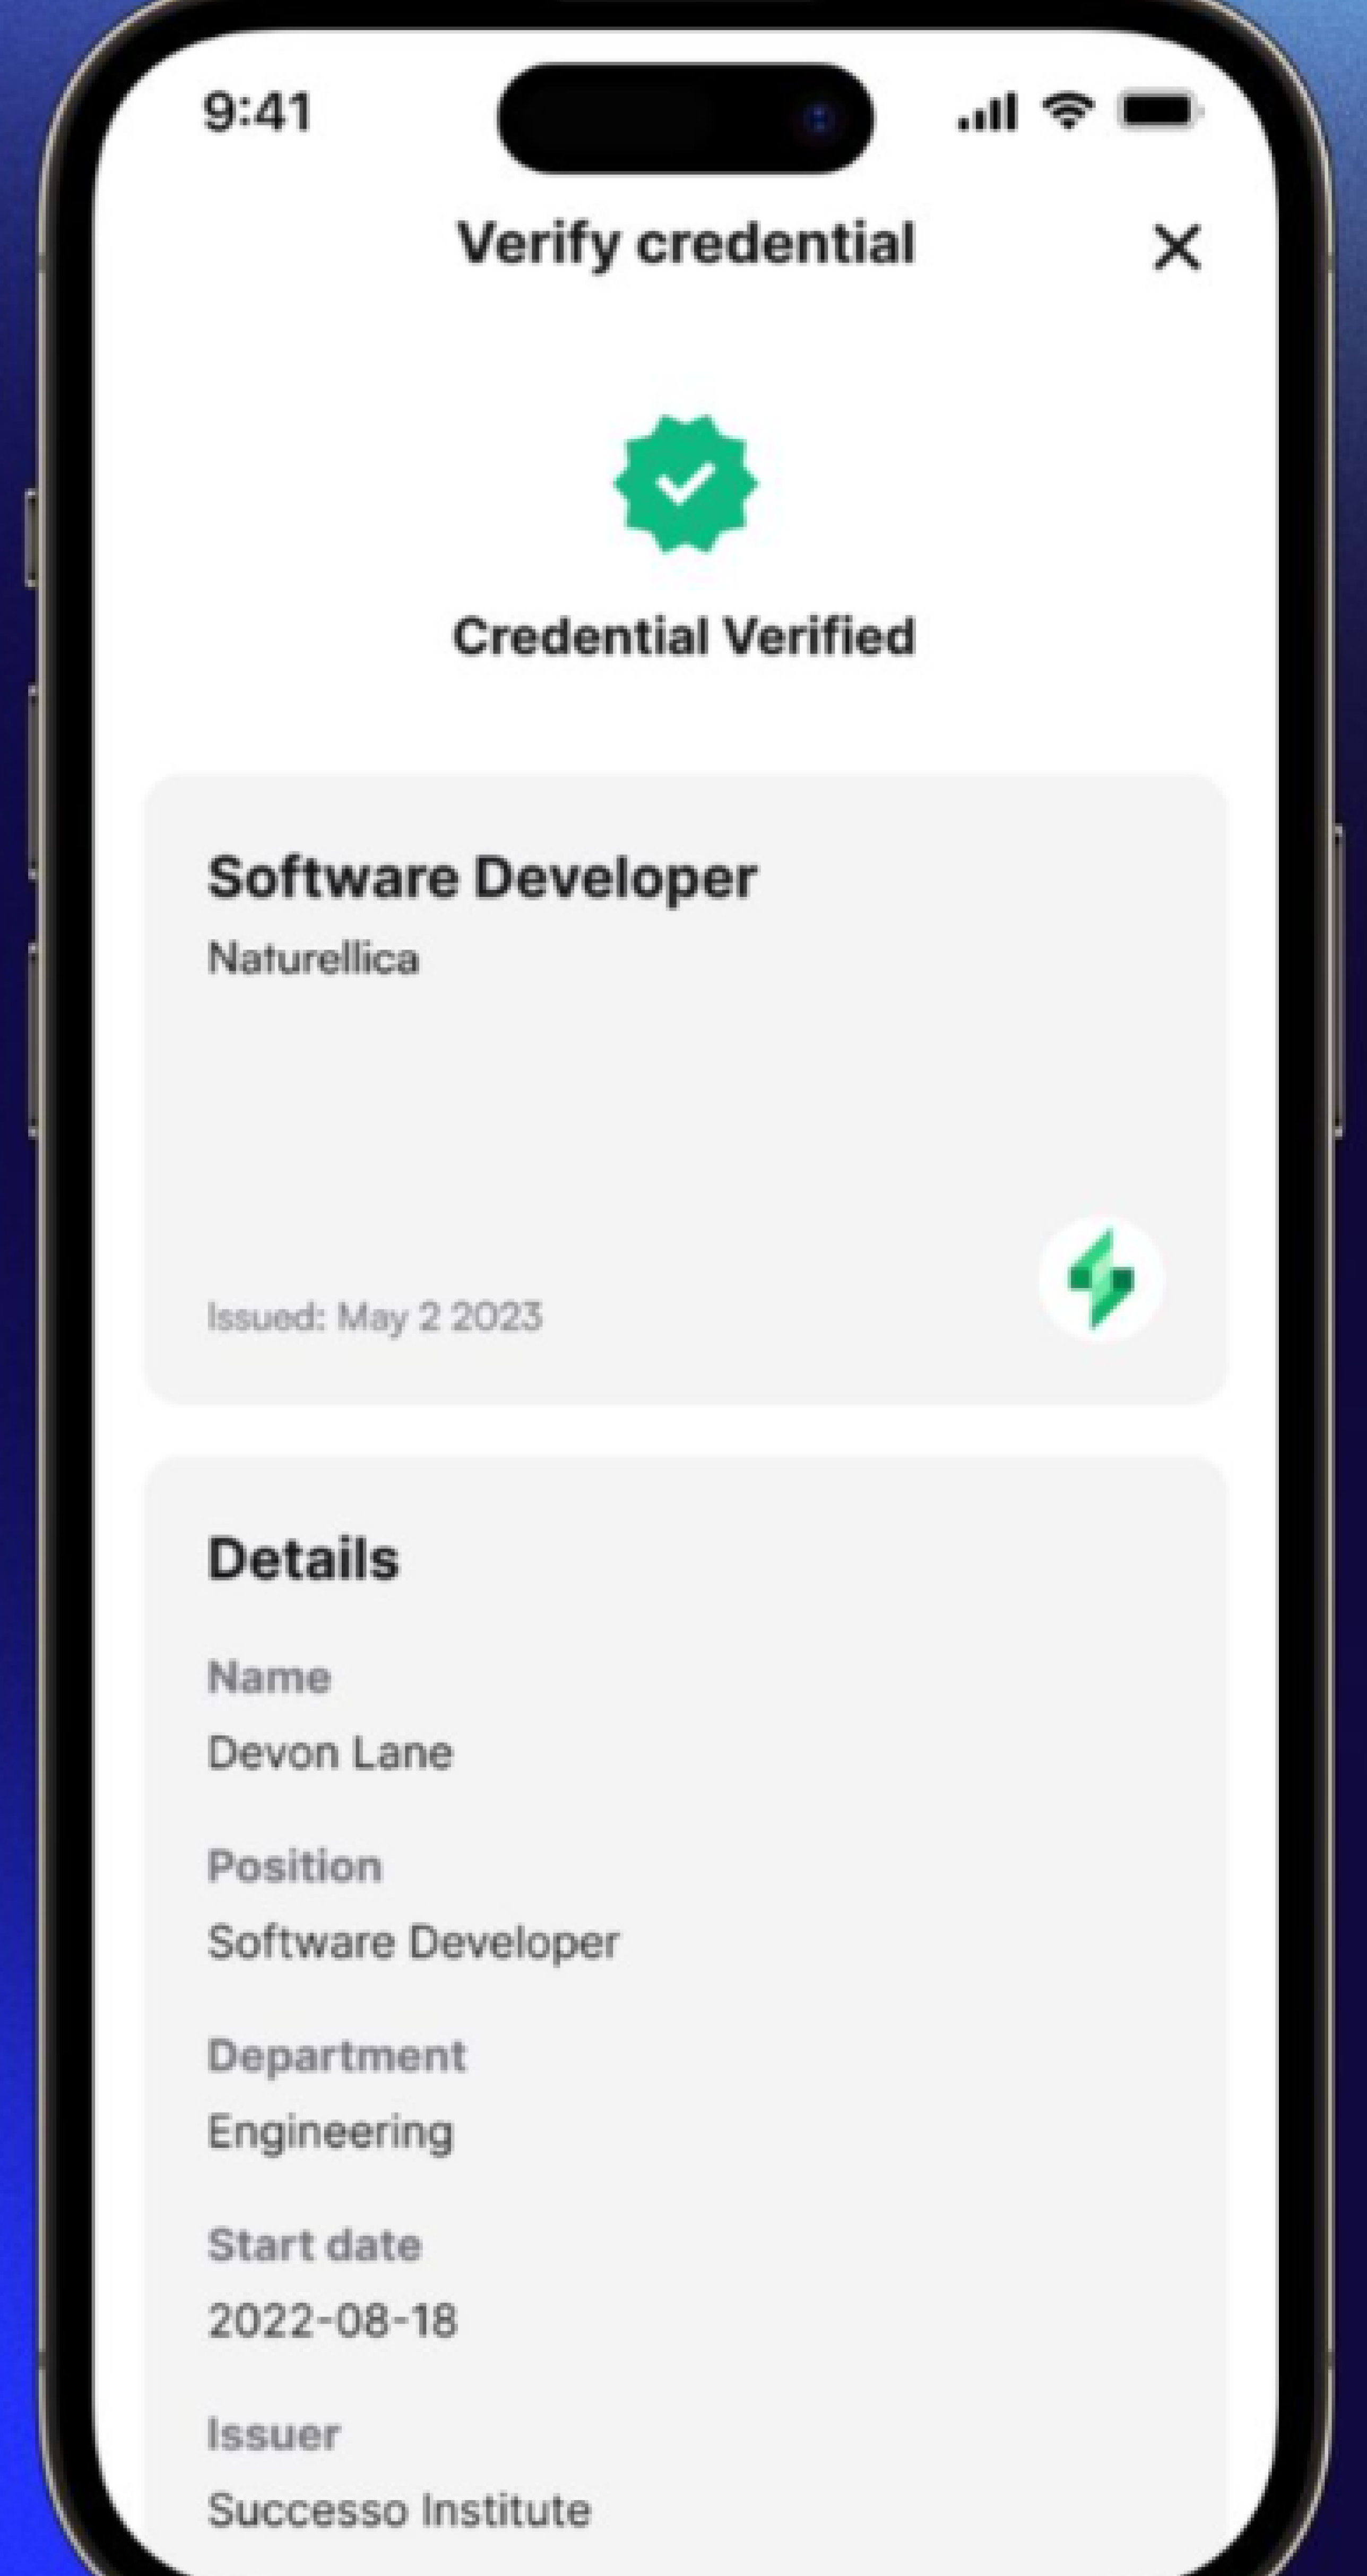 9:41
Verify credential
Credential Verified
Software Developer
Naturellica
Issued: May 2 2023
Details
Name
Devon Lane
Position
Software Developer
Department
Engineering
Start date
2022-08-18
Issuer
Successo Institute